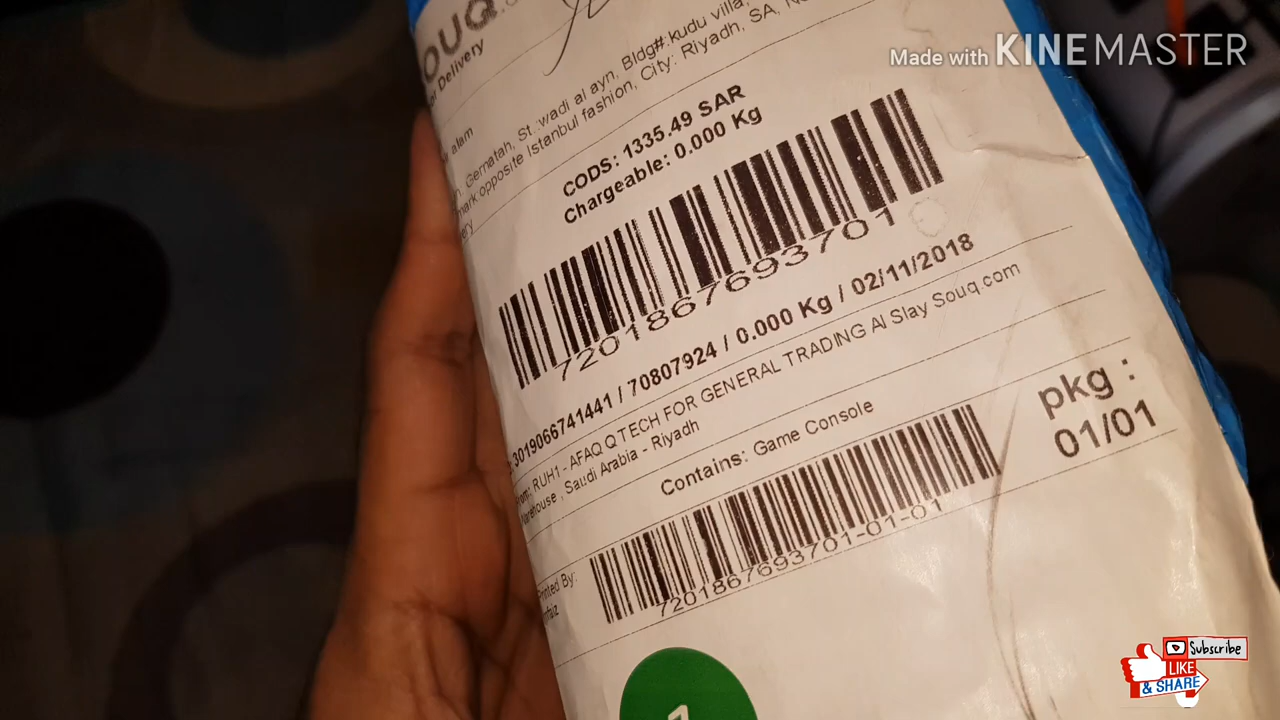 Made with KINEMASTER
OUQ
Delivery
alam
Gernatah, St.:wadi al ayn, Bldg#:kudu villa,
mark opposite Istanbul fashion, City: Riyadh, SA,
CODS: 1335.49 SAR
Chargeable: 0.000 Kg
7201867693701
3019066741441 / 70807924 / 0.000 Kg / 02/11/2018
From: RUH1 - AFAQ Q TECH FOR GENERAL TRADING Al Slay Souq.com
Warehouse , Saudi Arabia - Riyadh
Contains: Game Console
pkg :
01/01
720186769370​1-01-01
Printed By:
Subscribe
LIKE
& SHARE